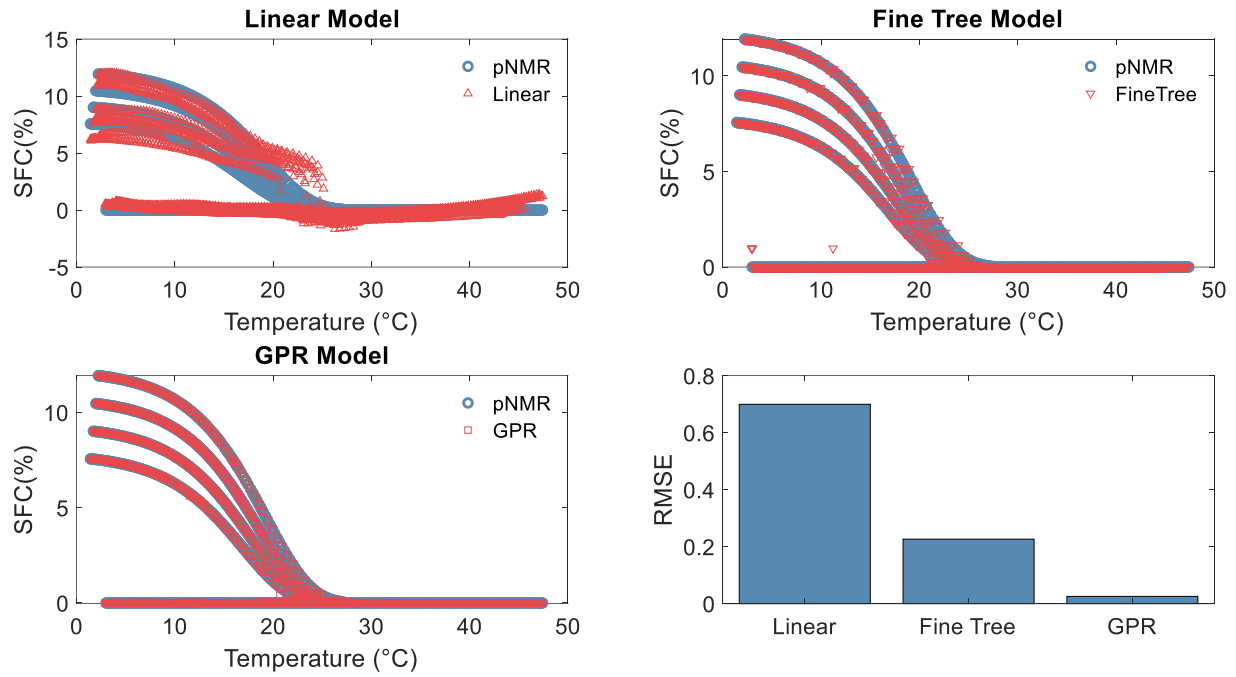 Linear Model
15
10
5
0
-5
SFC(%)
pNMR
Linear
0 10 20 30 40 50
Temperature (°C)
Fine Tree Model
10
5
0
SFC(%)
pNMR
FineTree
0 10 20 30 40 50
Temperature (°C)
GPR Model
10
5
0
SFC(%)
pNMR
GPR
0 10 20 30 40 50
Temperature (°C)
0.8
0.6
0.4
0.2
0
RMSE
Linear Fine Tree GPR